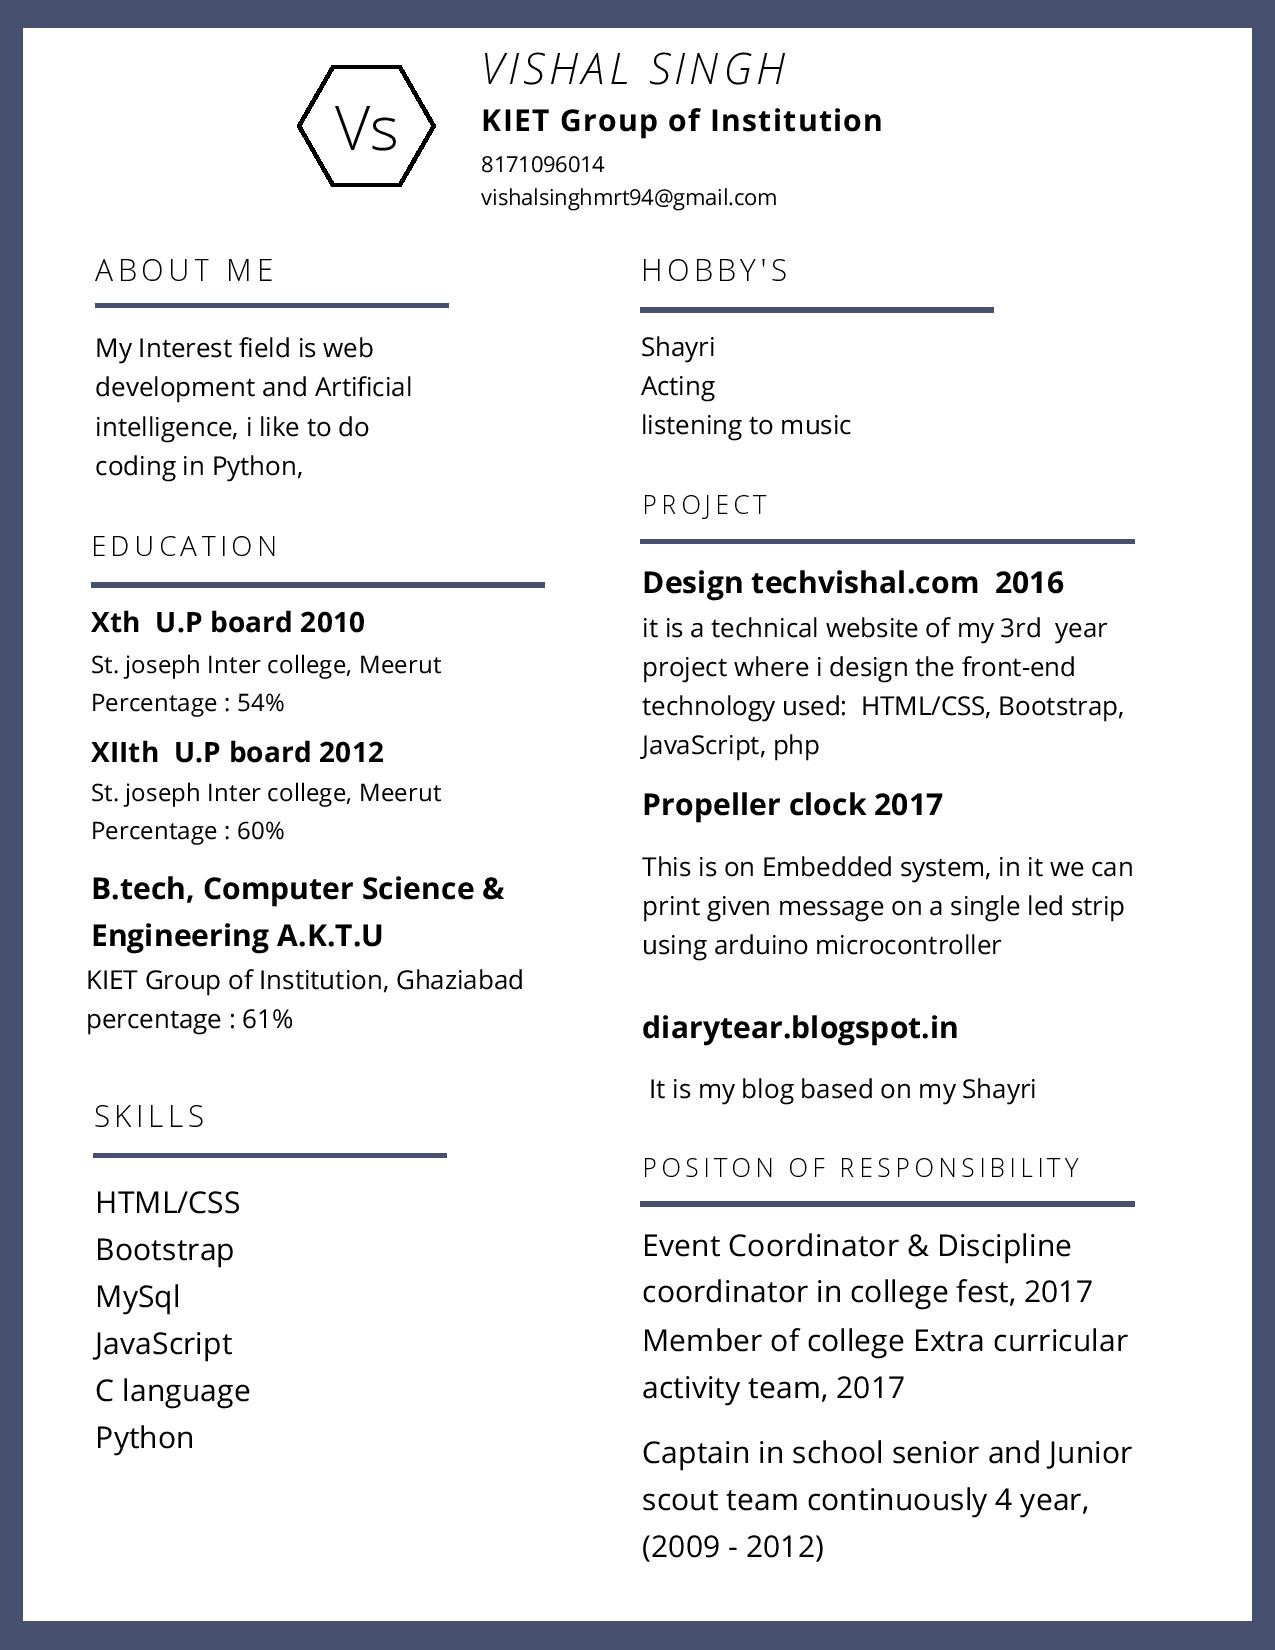 Vs
VISHAL SINGH
KIET Group of Institution
8171096014
vishalsinghmrt94@gmail.com
ABOUT ME
My Interest field is web
development and Artificial
intelligence, i like to do
coding in Python,
EDUCATION
Xth  U.P board 2010
St. joseph Inter college, Meerut
Percentage : 54%
XIIth  U.P board 2012
St. joseph Inter college, Meerut
Percentage : 60%
B.tech, Computer Science &
Engineering A.K.T.U
KIET Group of Institution, Ghaziabad
percentage : 61%
SKILLS
HTML/CSS
Bootstrap
MySql
JavaScript
C language
Python
HOBBY'S
Shayri
Acting
listening to music
PROJECT
Design techvishal.com  2016
it is a technical website of my 3rd  year
project where i design the front-end
technology used:  HTML/CSS, Bootstrap,
JavaScript, php
Propeller clock 2017
This is on Embedded system, in it we can
print given message on a single led strip
using arduino microcontroller
diarytear.blogspot.in
It is my blog based on my Shayri
POSITON OF RESPONSIBILITY
Event Coordinator & Discipline
coordinator in college fest, 2017
Member of college Extra curricular
activity team, 2017
Captain in school senior and Junior
scout team continuously 4 year,
(2009 - 2012)